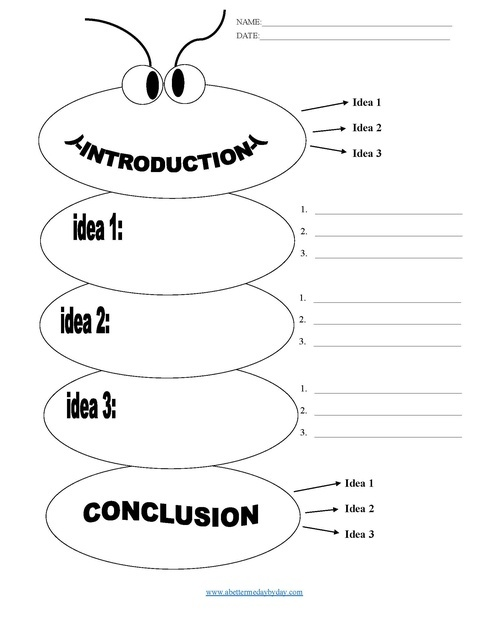 NAME:
DATE:
Idea 1
Idea 2
Idea 3
INTRODUCTION
idea 1:
1.
2.
3.
idea 2:
1.
2.
3.
idea 3:
1.
2.
3.
Idea 1
Idea 2
Idea 3
CONCLUSION
www.abettermedaybyday.com